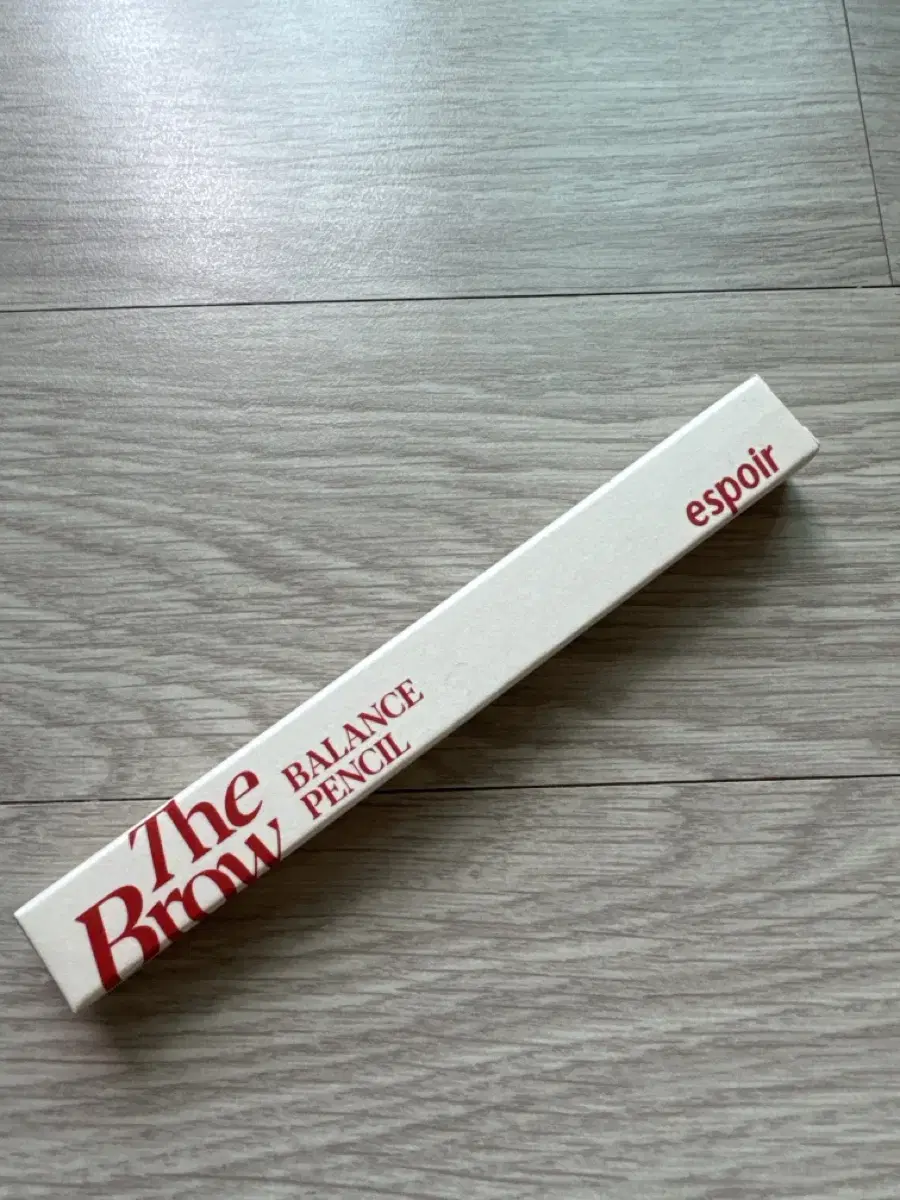 The
Brow
BALANCE
PENCIL
espoir